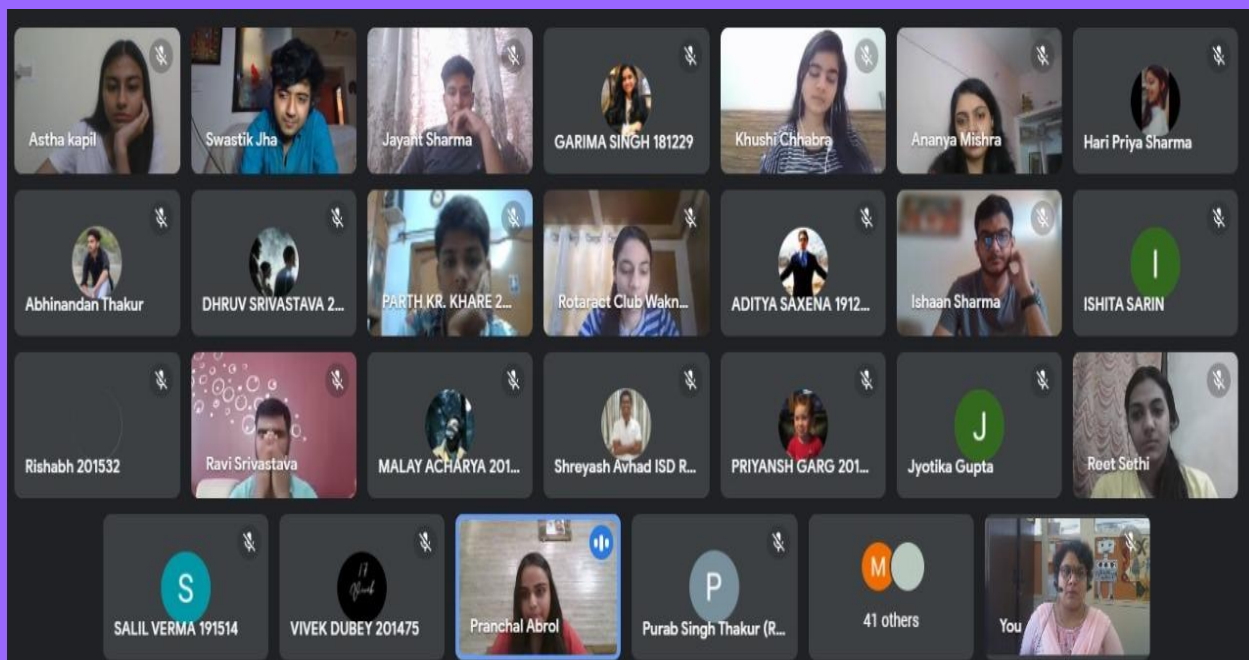 Astha kapil
Swastik Jha
Jayant Sharma
GARIMA SINGH 181229
Khushi Chhabra
Ananya Mishra
Hari Priya Sharma
Abhinandan Thakur
DHRUV SRIVASTAVA 2...
PARTH KR. KHARE 2...
Rotaract Club Wakn...
ADITYA SAXENA 1912...
Ishaan Sharma
I
ISHITA SARIN
Rishabh 201532
Ravi Srivastava
MALAY ACHARYA 201...
Shreyash Avhad ISD R...
PRIYANSH GARG 201...
J
Jyotika Gupta
Reet Sethi
S
SALIL VERMA 191514
VIVEK DUBEY 201475
Pranchal Abrol
P
Purab Singh Thakur (R...
M
41 others
You